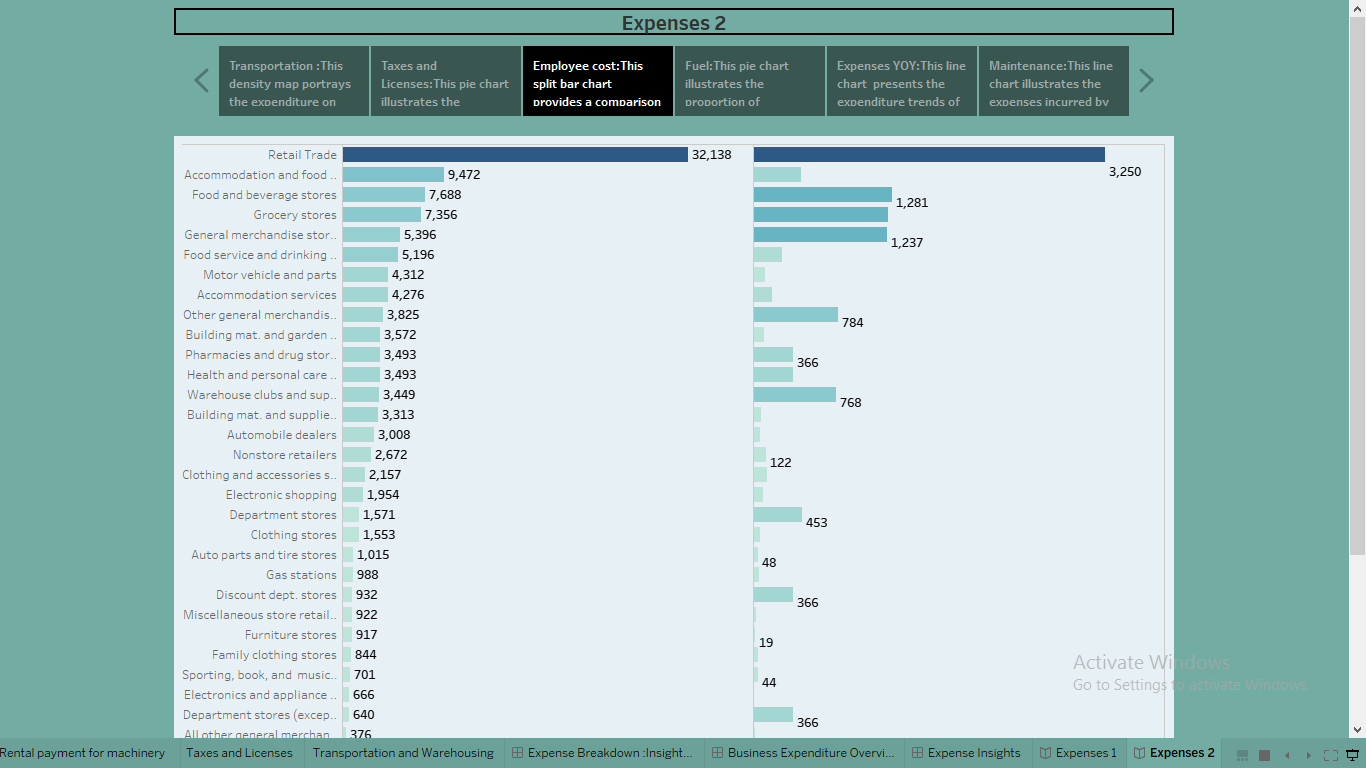 Expenses 2
Transportation :This
density map portrays
the expenditure on
Taxes and
Licenses:This pie chart
illustrates the
Employee cost:This
split bar chart
provides a comparison
Fuel:This pie chart
illustrates the
proportion of
Expenses YOY:This line
chart presents the
expenditure trends of
Maintenance:This line
chart illustrates the
expenses incurred by
Retail Trade 32,138 3,250
Accommodation and food .. 9,472
Food and beverage stores 7,688 1,281
Grocery stores 7,356
General merchandise stor.. 5,396 1,237
Food service and drinking .. 5,196
Motor vehicle and parts 4,312
Accommodation services 4,276
Other general merchandis.. 3,825 784
Building mat. and garden .. 3,572
Pharmacies and drug stor.. 3,493 366
Health and personal care .. 3,493
Warehouse clubs and sup.. 3,449 768
Building mat. and supplie.. 3,313
Automobile dealers 3,008
Nonstore retailers 2,672 122
Clothing and accessories s.. 2,157
Electronic shopping 1,954
Department stores 1,571 453
Clothing stores 1,553
Auto parts and tire stores 1,015 48
Gas stations 988
Discount dept. stores 932 366
Miscellaneous store retail.. 922
Furniture stores 917 19
Family clothing stores 844
Sporting, book, and music.. 701 44
Electronics and appliance .. 666
Department stores (excep.. 640 366
All other general merchan.. 376
Activate Windows
Go to Settings to activate Windows.
Rental payment for machinery Taxes and Licenses Transportation and Warehousing Expense Breakdown :Insight... Business Expenditure Overvi... Expense Insights Expenses 1 Expenses 2